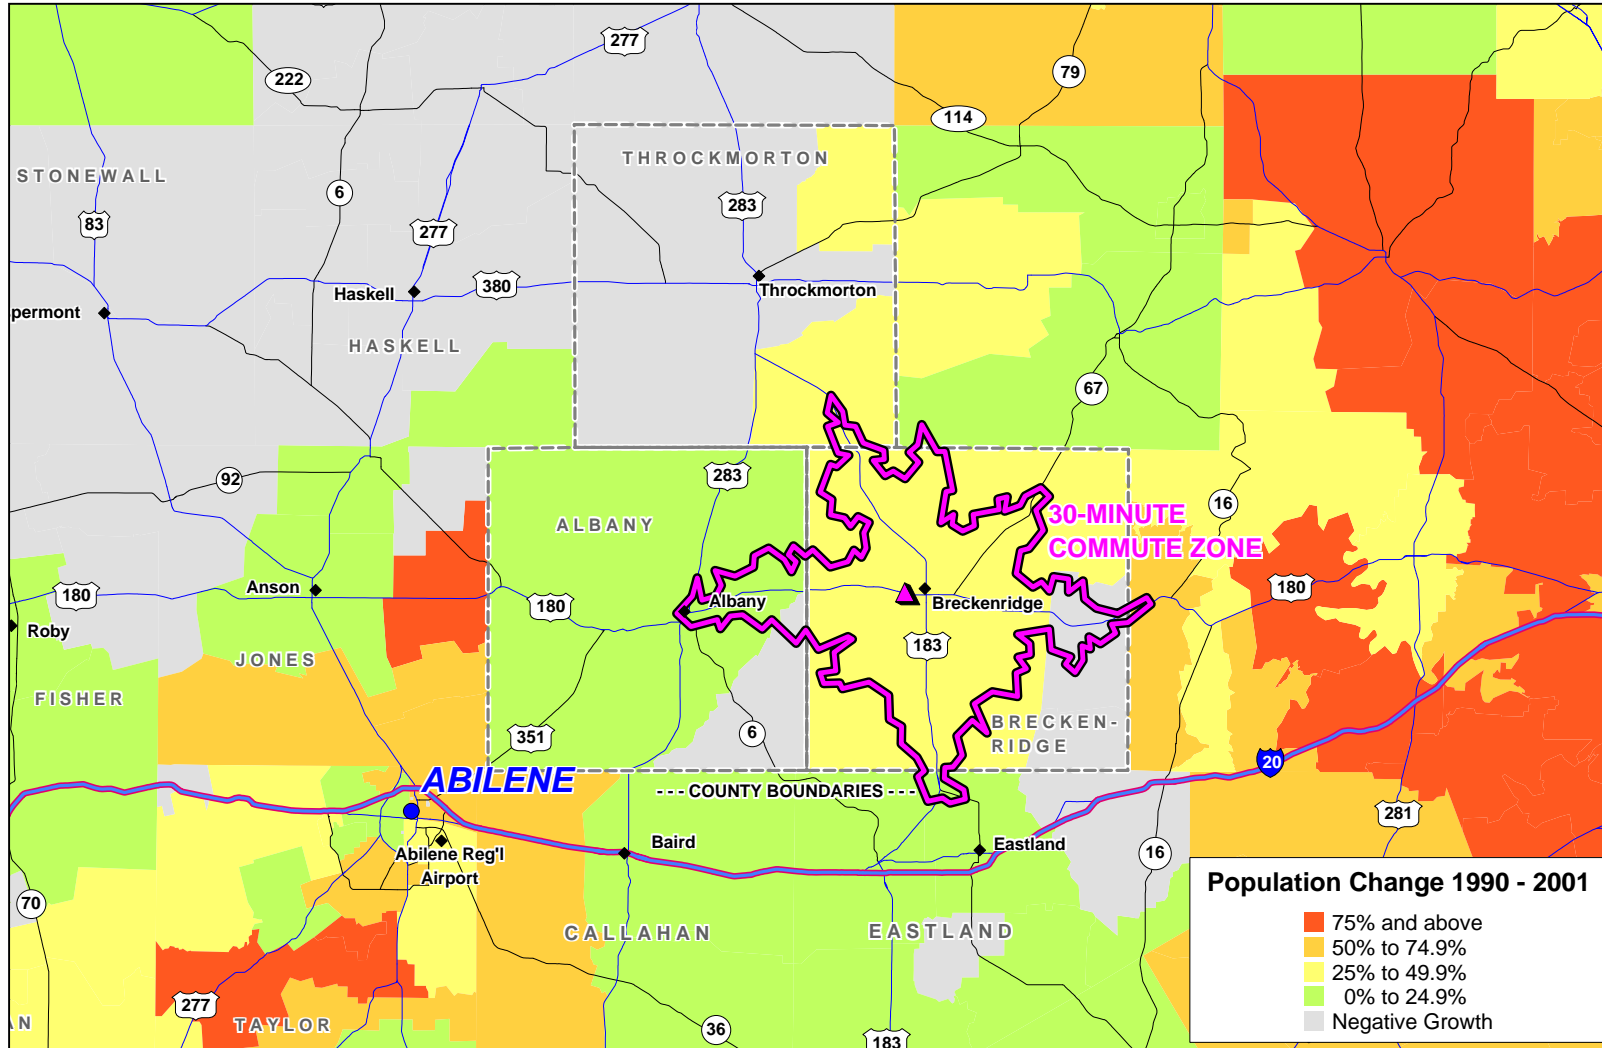 277
222
79
114
THROCKMORTON
STONEWALL
6
283
83
277
Haskell
380
Throckmorton
permont
HASKELL
67
92
283
16
ALBANY
30-MINUTE
COMMUTE ZONE
Anson
180
180
180
Albany
Breckenridge
Roby
183
JONES
FISHER
BRECKEN-
RIDGE
351
6
20
ABILENE
--- COUNTY BOUNDARIES ---
281
Baird
Eastland
Abilene Reg'l
Airport
16
70
CALLAHAN
EASTLAND
277
AN
TAYLOR
36
183
Population Change 1990 - 2001
75% and above
50% to 74.9%
25% to 49.9%
0% to 24.9%
Negative Growth